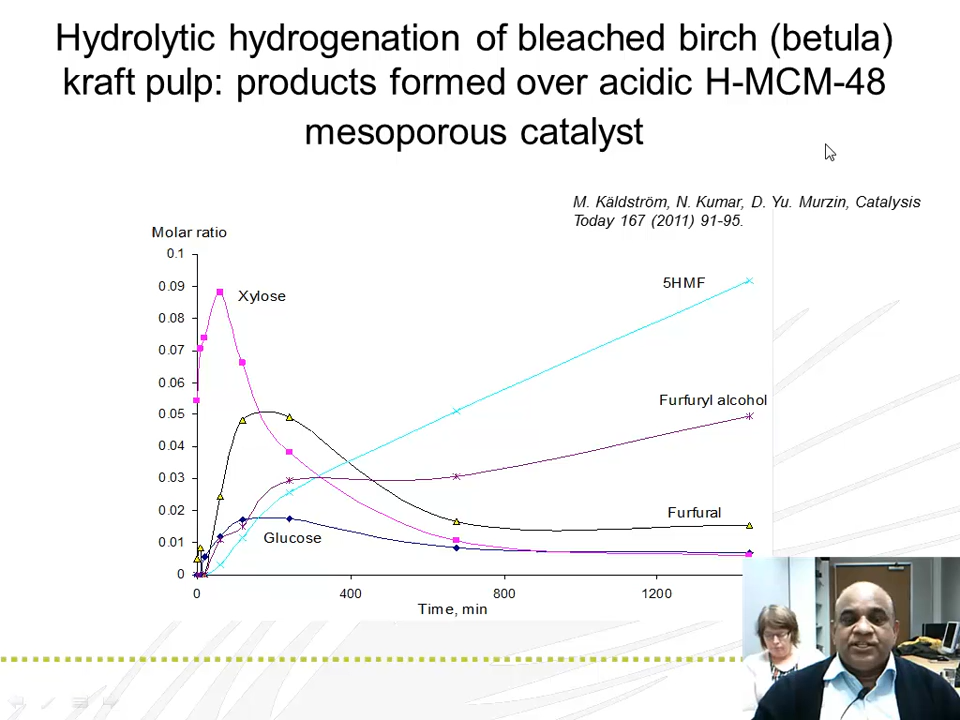 Hydrolytic hydrogenation of bleached birch (betula)
kraft pulp: products formed over acidic H-MCM-48
mesoporous catalyst
M. Käldström, N. Kumar, D. Yu. Murzin, Catalysis
Today 167 (2011) 91-95.
Molar ratio
0.1
0.09
0.08
0.07
0.06
0.05
0.04
0.03
0.02
0.01
0
Xylose
5HMF
Furfuryl alcohol
Furfural
Glucose
0 400 800 1200
Time, min